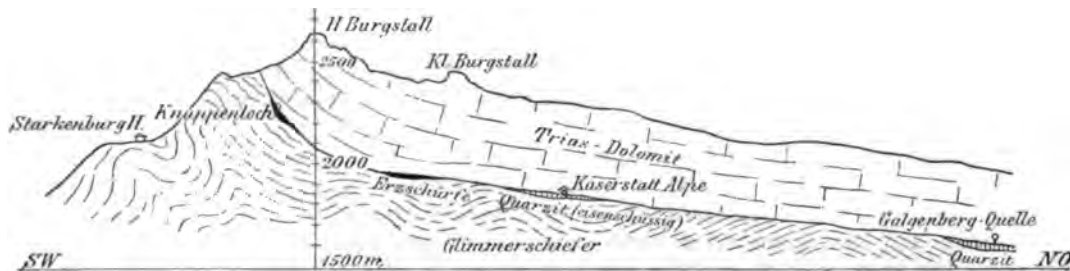 H Burgstall
2500
Kl. Burgstall
Knappenloch
Starkenburg H.
Trias-Dolomit
2000
Erzschürfe
Kaserstatt Alpe
Quarzit (eisenschüssig)
Galgenberg-Quelle
Glimmerschiefer
Quarzit
SW
1500 m
NO